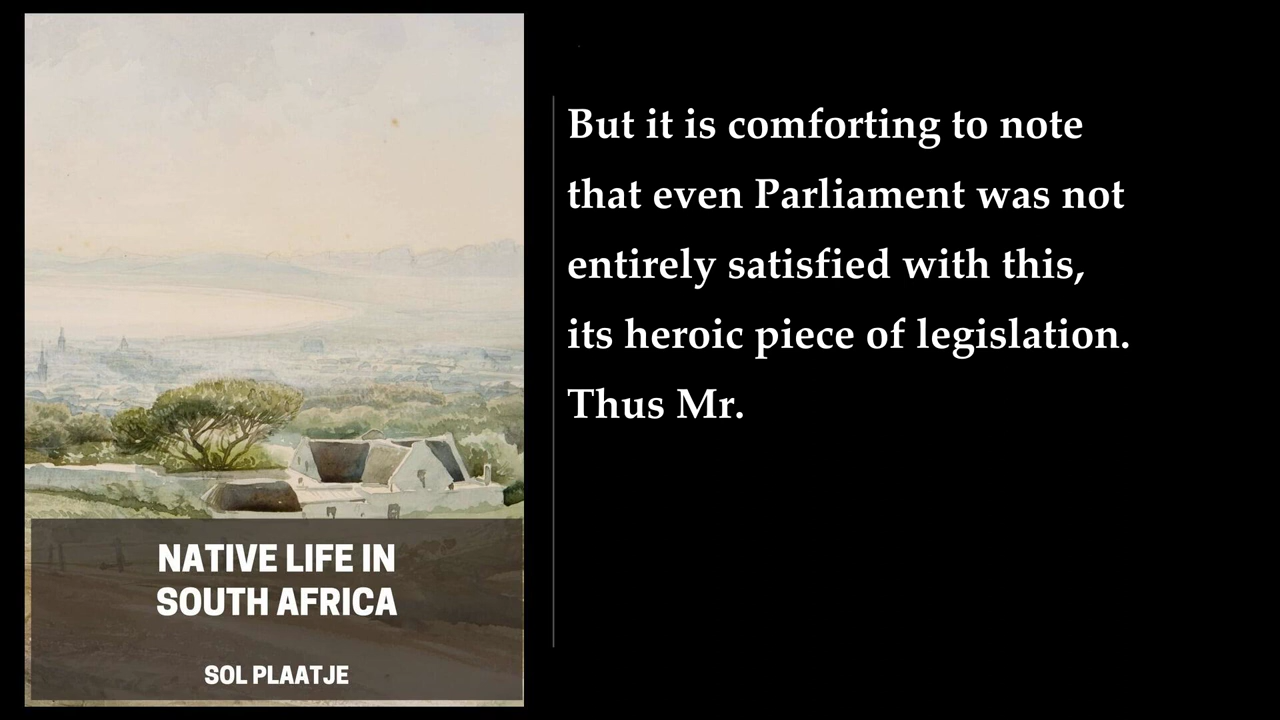 NATIVE LIFE IN
SOUTH AFRICA
SOL PLAATJE
But it is comforting to note
that even Parliament was not
entirely satisfied with this,
its heroic piece of legislation.
Thus Mr.